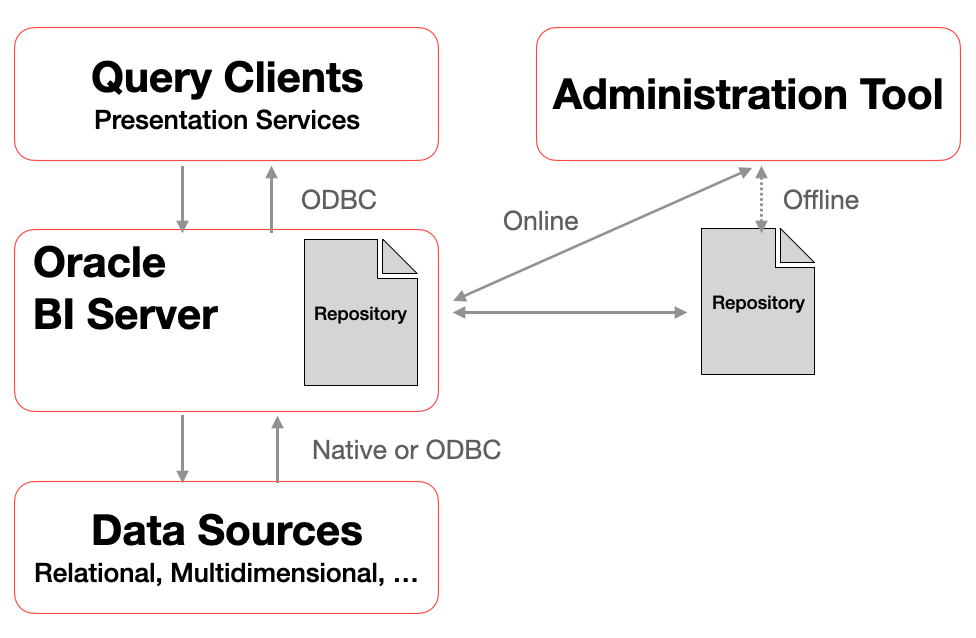 Query Clients
Presentation Services
Administration Tool
ODBC
Online
Offline
Oracle
BI Server
Repository
Repository
Native or ODBC
Data Sources
Relational, Multidimensional, …